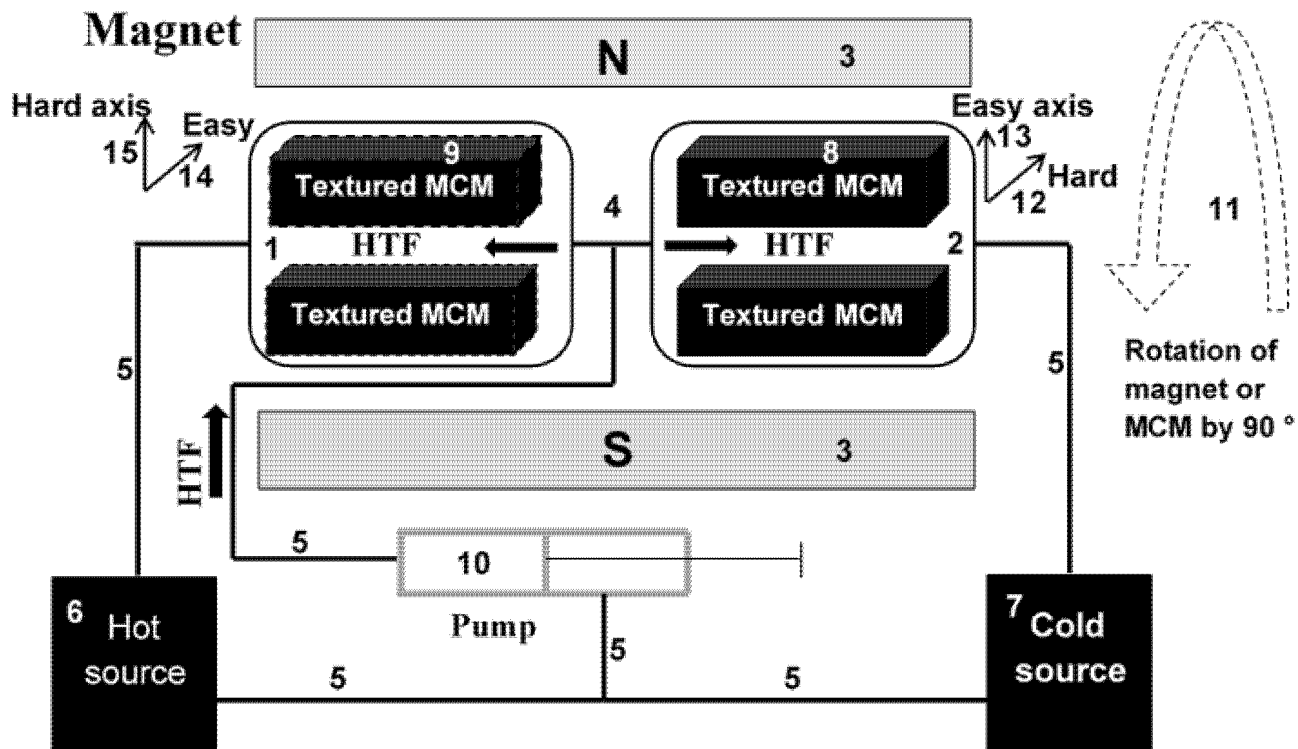 Magnet
N
3
Hard axis
Easy
15
14
Easy axis
13
Hard
12
9
Textured MCM
8
Textured MCM
4
11
1
HTF
HTF
2
Textured MCM
Textured MCM
5
5
Rotation of
magnet or
MCM by 90 °
HTF
S
3
5
10
Pump
6
Hot
source
5
5
5
7
Cold
source